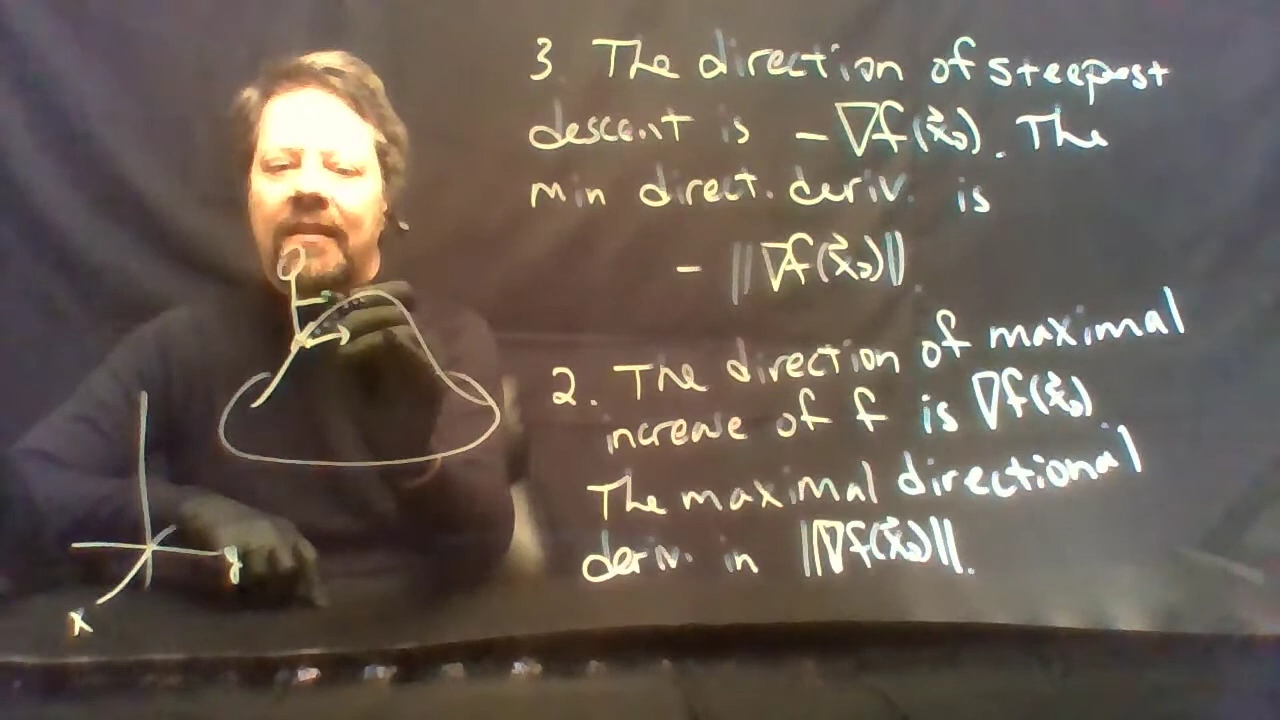 3. The direction of steepest
descent is - ∇f(x⃗₀). The
min direct. deriv. is
- ||∇f(x⃗₀)||
2. The direction of maximal
increase of f is ∇f(x⃗₀)
The maximal directional
deriv. in ||∇f(x⃗₀)||.
y
x